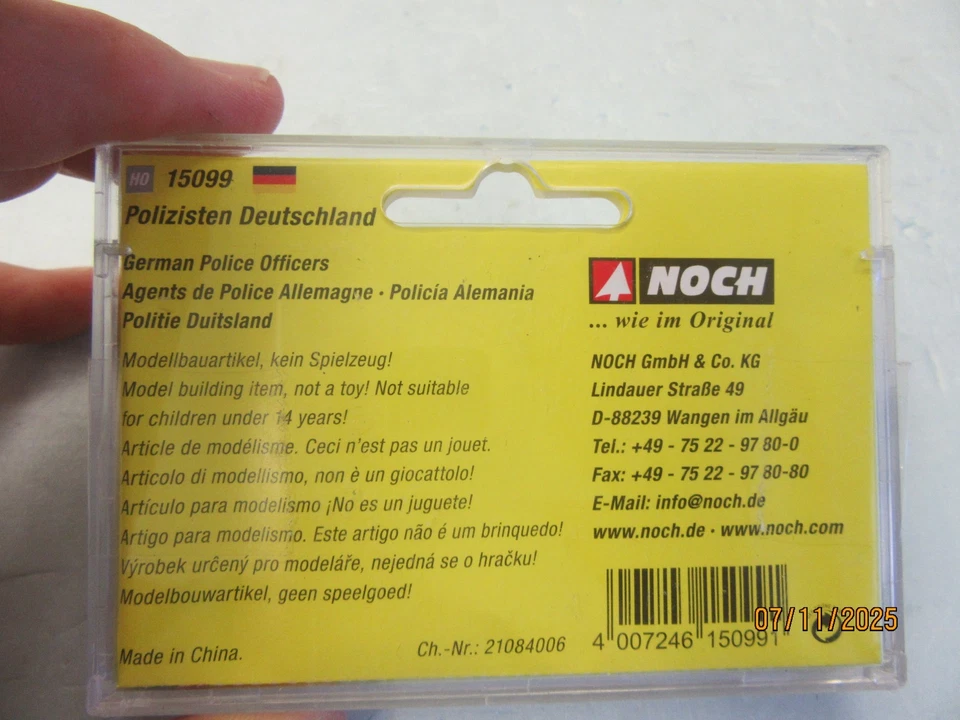 HO 15099
Polizisten Deutschland
German Police Officers
Agents de Police Allemagne · Policía Alemania
Politie Duitsland
Modellbauartikel, kein Spielzeug!
Model building item, not a toy! Not suitable
for children under 14 years!
Article de modélisme. Ceci n'est pas un jouet.
Articolo di modellismo, non è un giocattolo!
Artículo para modelismo ¡No es un juguete!
Artigo para modelismo. Este artigo não é um brinquedo!
Výrobek určený pro modeláře, nejedná se o hračku!
Modelbouwartikel, geen speelgoed!
Made in China.
Ch.-Nr.: 21084006
NOCH
... wie im Original
NOCH GmbH & Co. KG
Lindauer Straße 49
D-88239 Wangen im Allgäu
Tel.: +49 - 75 22 - 97 80-0
Fax: +49 - 75 22 - 97 80-80
E-Mail: info@noch.de
www.noch.de · www.noch.com
4 007246 150991
07/11/2025